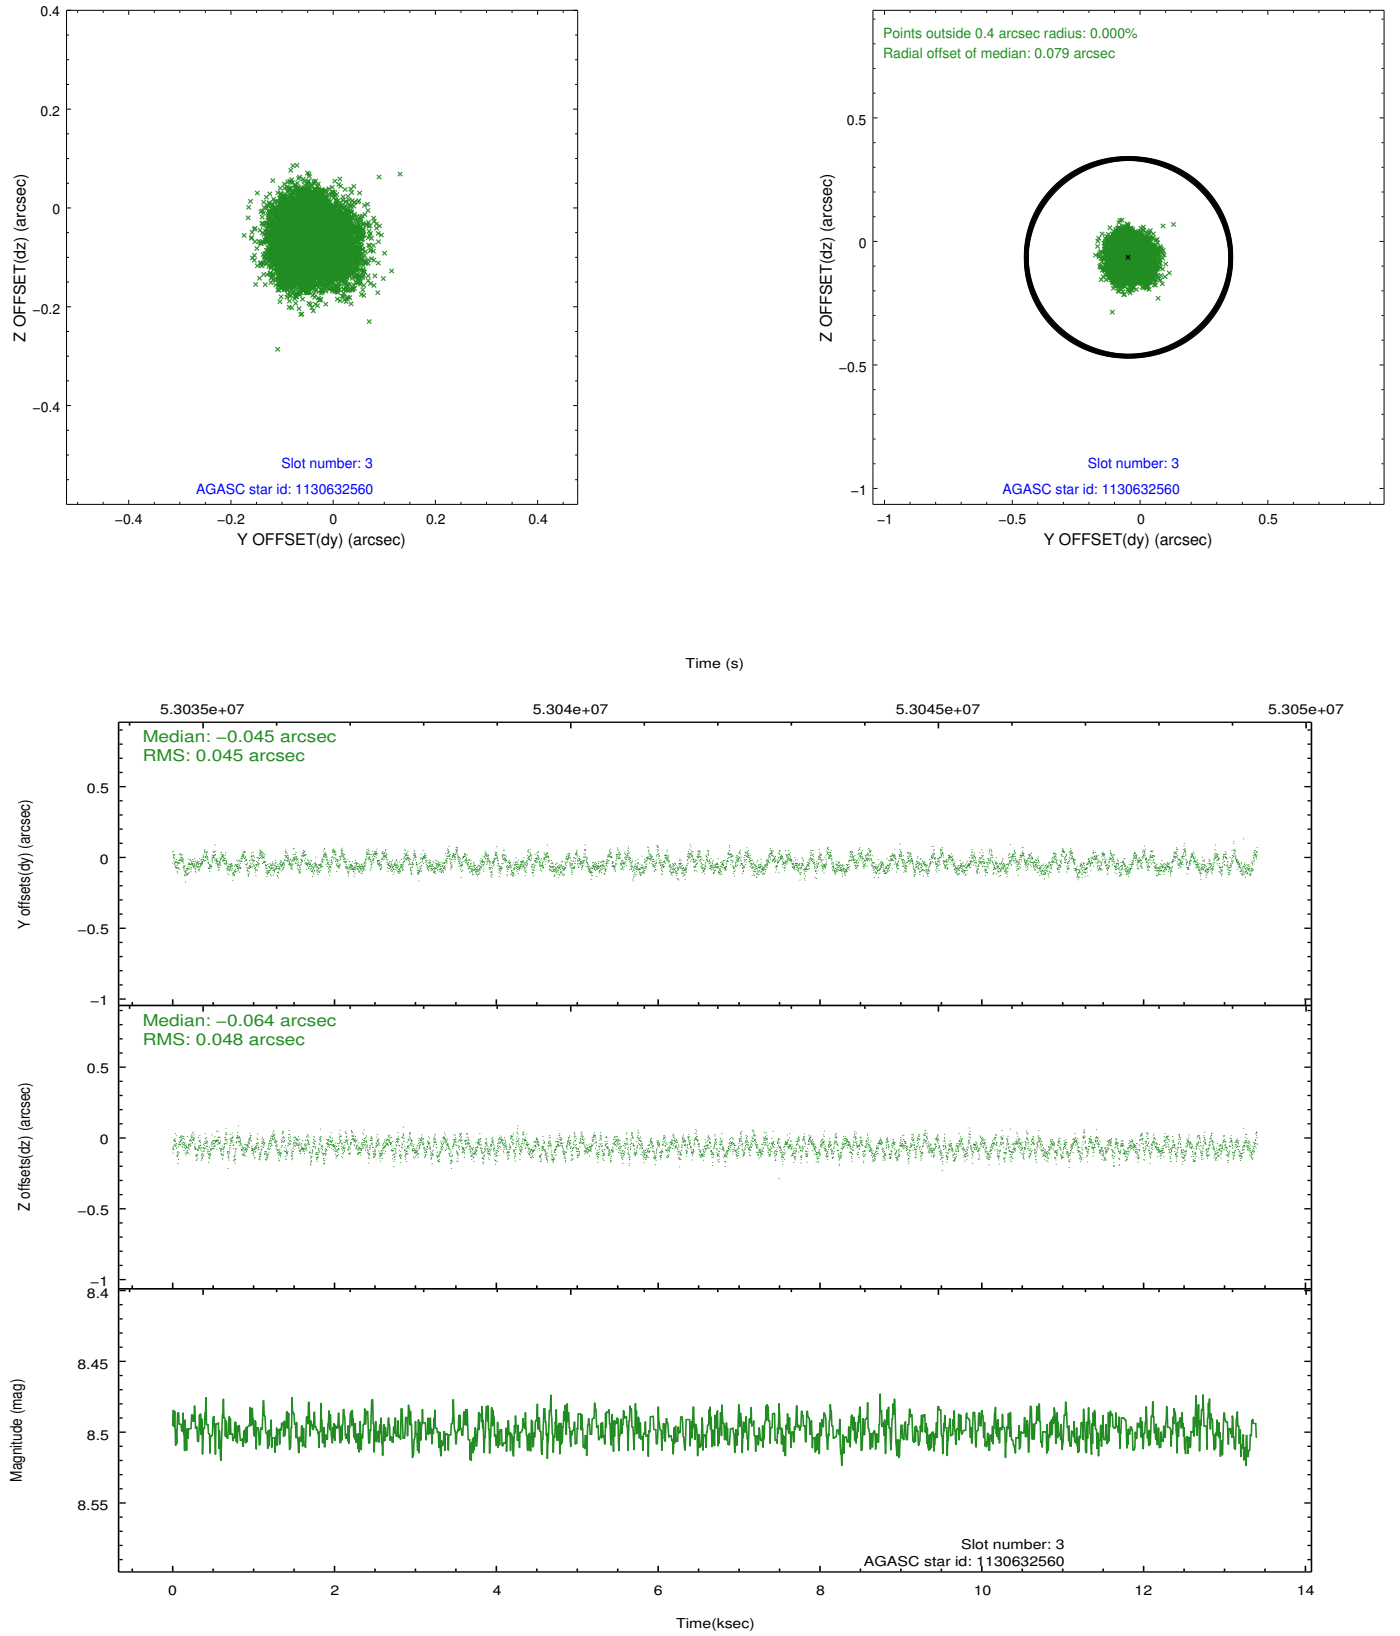 0.4
0.2
0
−0.2
−0.4
Z OFFSET(dz) (arcsec)
Slot number: 3
AGASC star id: 1130632560
−0.4 −0.2 0 0.2 0.4
Y OFFSET(dy) (arcsec)
Points outside 0.4 arcsec radius: 0.000%
Radial offset of median: 0.079 arcsec
0.5
0
−0.5
−1
Z OFFSET(dz) (arcsec)
Slot number: 3
AGASC star id: 1130632560
−1 −0.5 0 0.5
Y OFFSET(dy) (arcsec)
Time (s)
5.3035e+07 5.304e+07 5.3045e+07 5.305e+07
Median: −0.045 arcsec
RMS: 0.045 arcsec
0.5
0
−0.5
−1
Y offsets(dy) (arcsec)
Median: −0.064 arcsec
RMS: 0.048 arcsec
0.5
0
−0.5
−1
Z offsets(dz) (arcsec)
8.4
8.45
8.5
8.55
Magnitude (mag)
Slot number: 3
AGASC star id: 1130632560
0 2 4 6 8 10 12 14
Time(ksec)